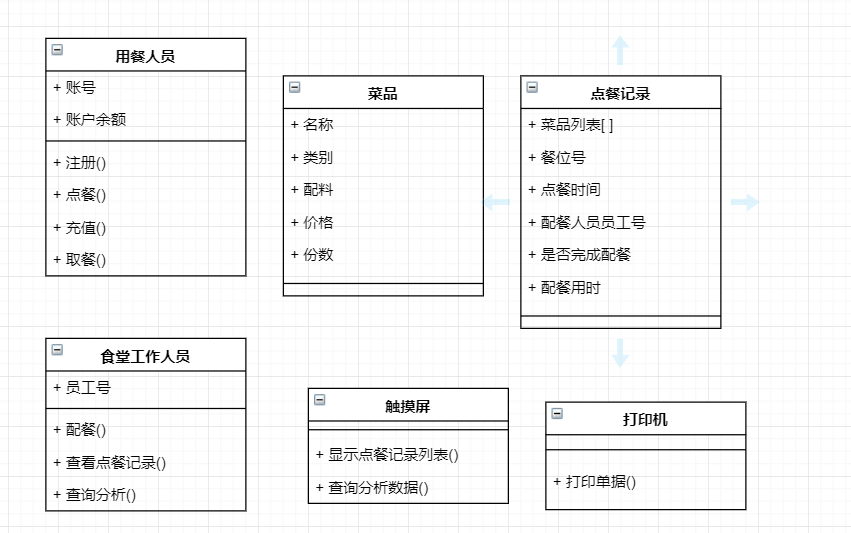 用餐人员
+ 账号
+ 账户余额
+ 注册()
+ 点餐()
+ 充值()
+ 取餐()
菜品
+ 名称
+ 类别
+ 配料
+ 价格
+ 份数
点餐记录
+ 菜品列表[ ]
+ 餐位号
+ 点餐时间
+ 配餐人员员工号
+ 是否完成配餐
+ 配餐用时
食堂工作人员
+ 员工号
+ 配餐()
+ 查看点餐记录()
+ 查询分析()
触摸屏
+ 显示点餐记录列表()
+ 查询分析数据()
打印机
+ 打印单据()